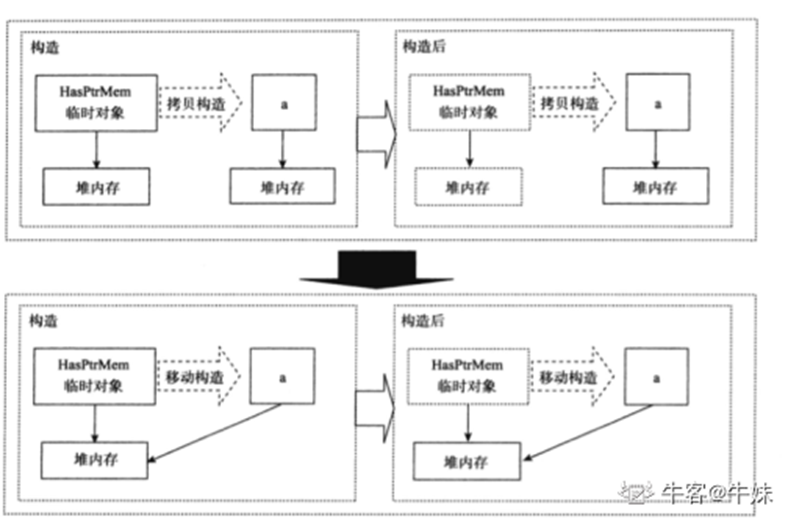 构造
HasPtrMem
临时对象
拷贝构造
a
堆内存
堆内存
构造后
HasPtrMem
临时对象
拷贝构造
a
堆内存
堆内存
构造
HasPtrMem
临时对象
移动构造
a
堆内存
构造后
HasPtrMem
临时对象
移动构造
a
堆内存
牛客@牛妹